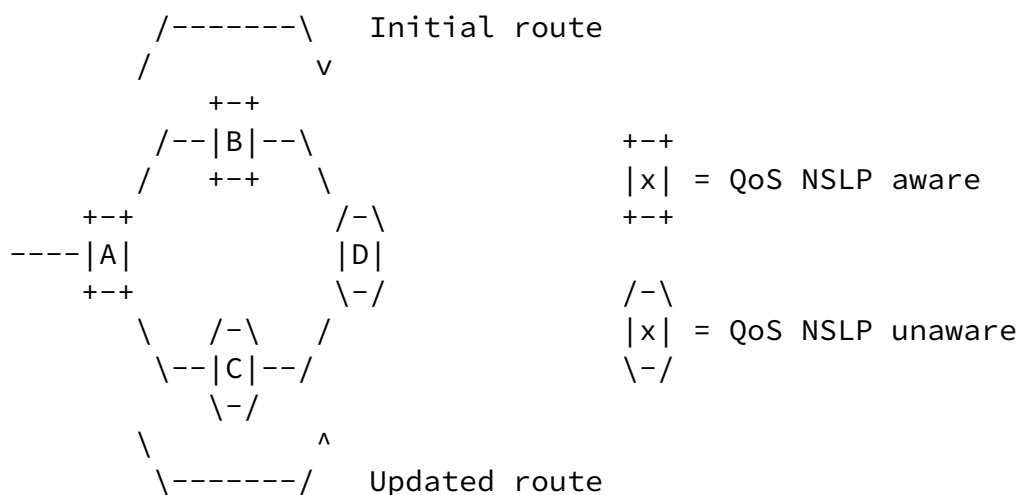 /-------\   Initial route
       /         v
           +-+
        /--|B|--\                 +-+
       /   +-+   \                |x| = QoS NSLP aware
    +-+           /-\             +-+
----|A|           |D|
    +-+           \-/             /-\
       \   /-\   /                |x| = QoS NSLP unaware
        \--|C|--/                 \-/
           \-/
       \         ^
        \-------/   Updated route